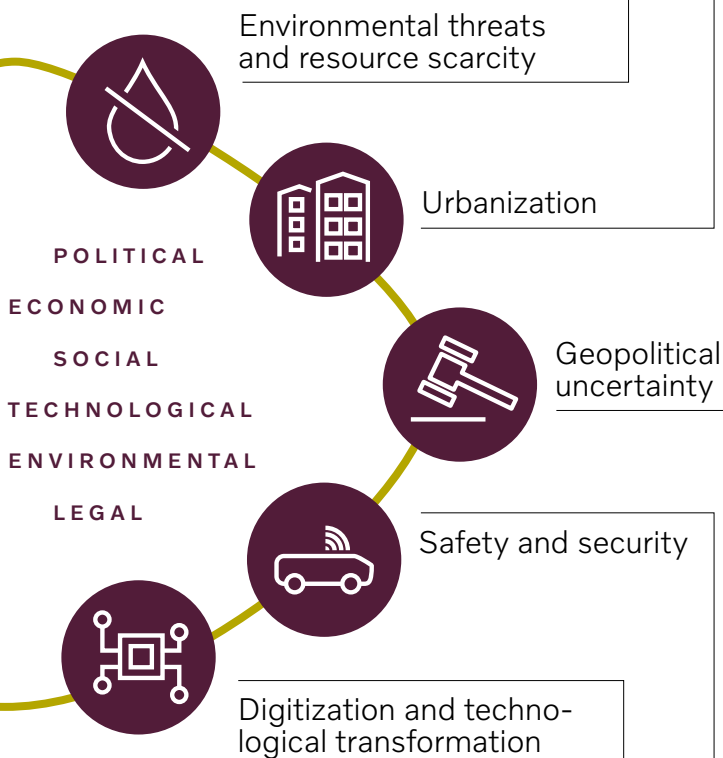 Environmental threats
and resource scarcity
Urbanization
POLITICAL
ECONOMIC
SOCIAL
TECHNOLOGICAL
ENVIRONMENTAL
LEGAL
Geopolitical
uncertainty
Safety and security
Digitization and techno-
logical transformation